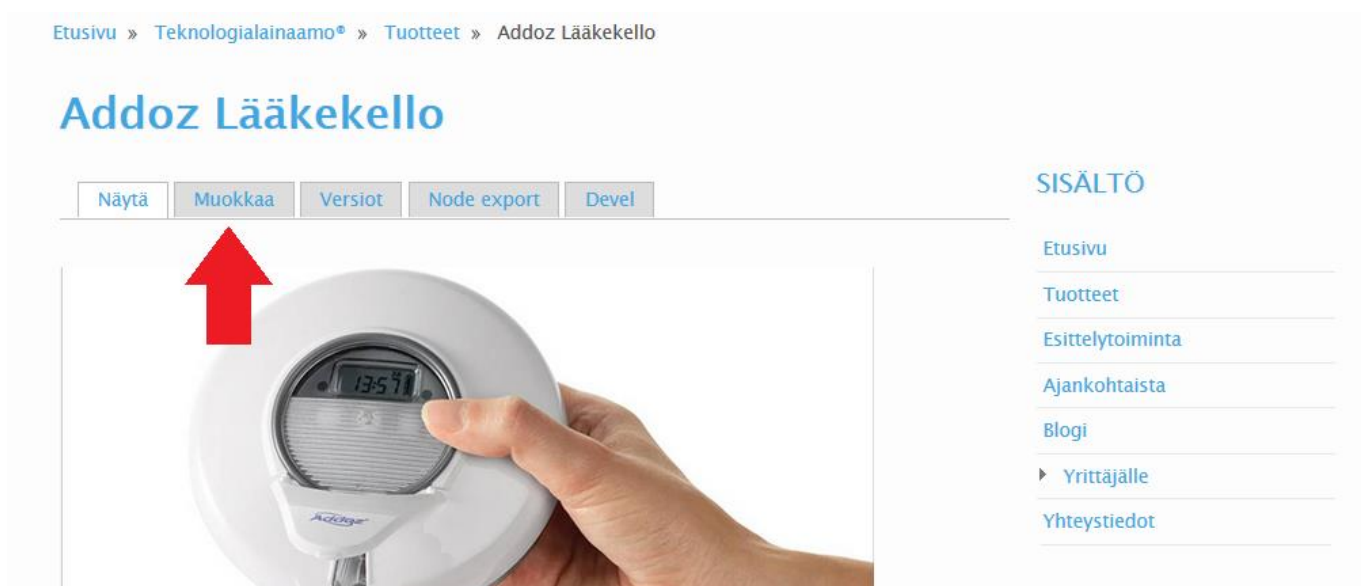 Etusivu » Teknologialainaamo® » Tuotteet » Addoz Lääkekello
Addoz Lääkekello
Näytä Muokkaa Versiot Node export Devel
13:57
Addoz
SISÄLTÖ
Etusivu
Tuotteet
Esittelytoiminta
Ajankohtaista
Blogi
Yrittäjälle
Yhteystiedot